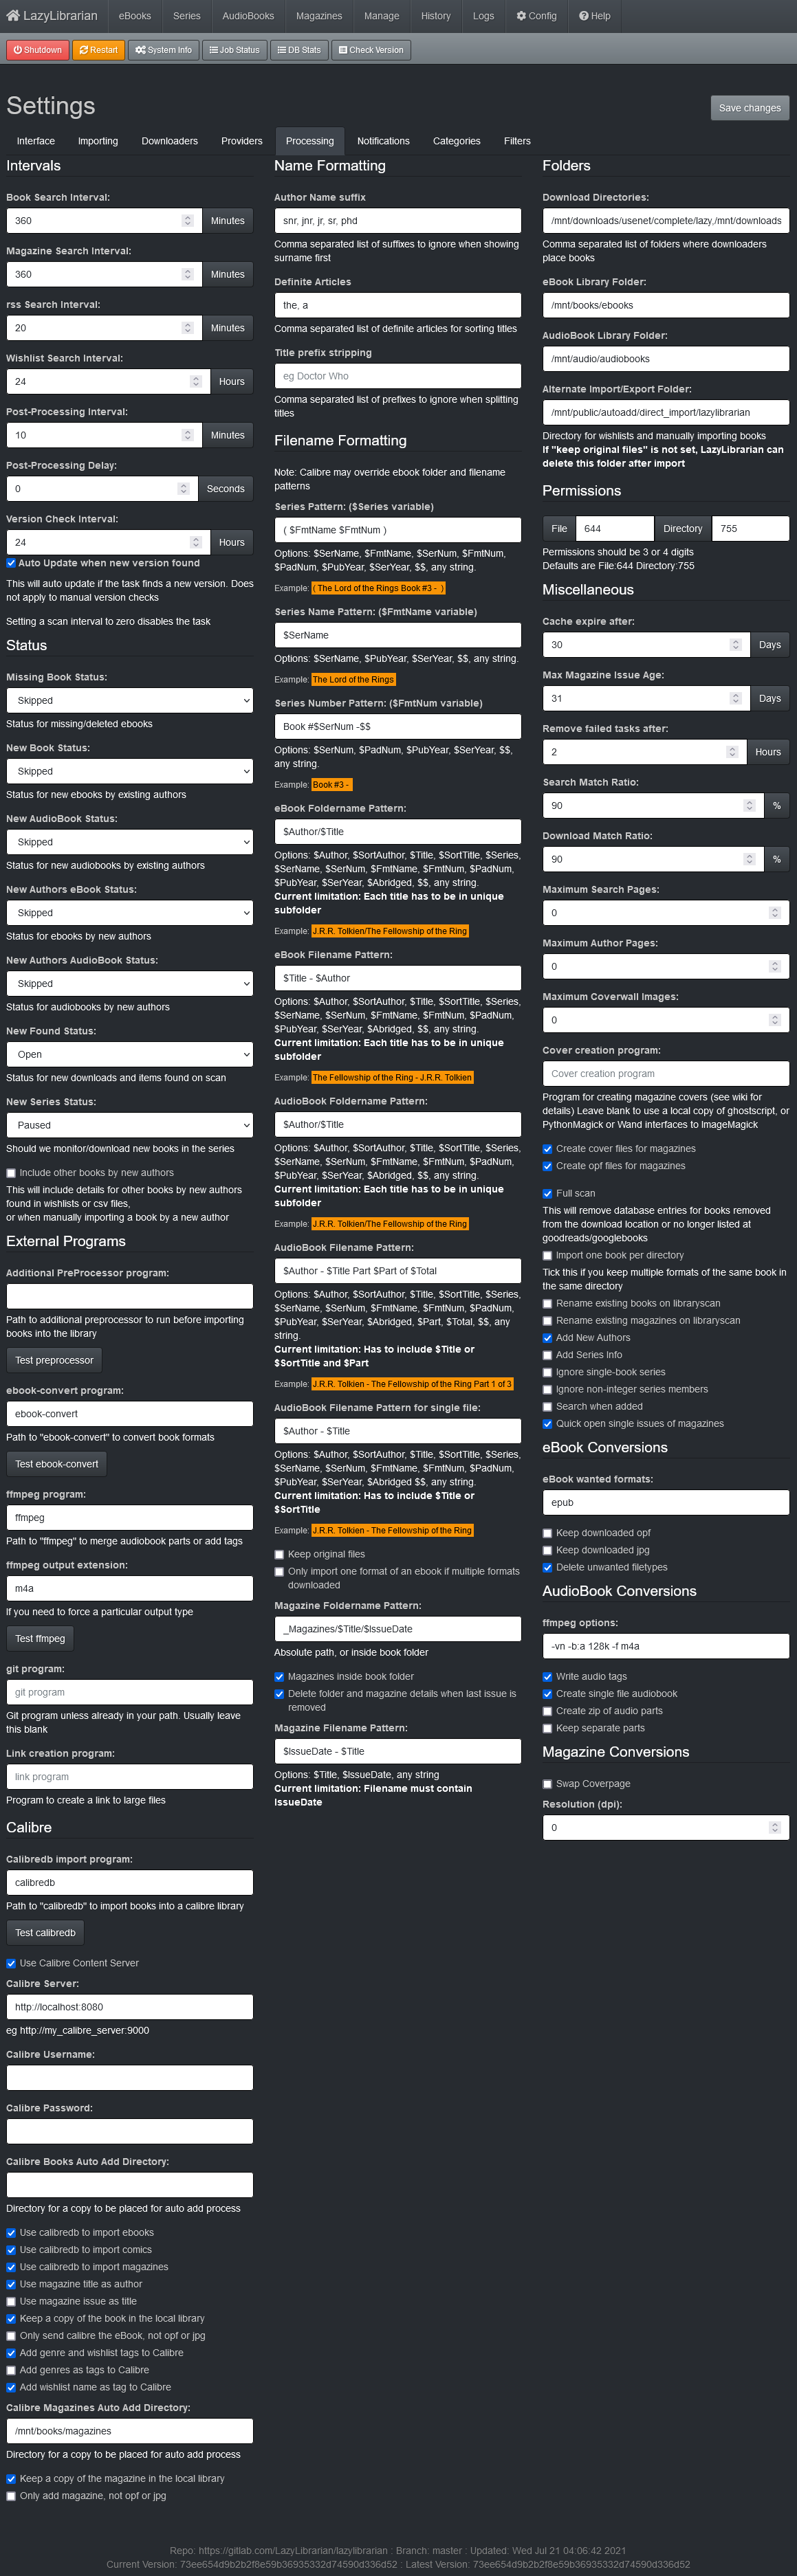 LazyLibrarian
eBooks
Series
AudioBooks
Magazines
Manage
History
Logs
Config
Help
Shutdown
Restart
System Info
Job Status
DB Stats
Check Version
Settings
Save changes
Interface
Importing
Downloaders
Providers
Processing
Notifications
Categories
Filters
Intervals
Book Search Interval:
360 Minutes
Magazine Search Interval:
360 Minutes
rss Search Interval:
20 Minutes
Wishlist Search Interval:
24 Hours
Post-Processing Interval:
10 Minutes
Post-Processing Delay:
0 Seconds
Version Check Interval:
24 Hours
Auto Update when new version found
This will auto update if the task finds a new version. Does
not apply to manual version checks
Setting a scan interval to zero disables the task
Status
Missing Book Status:
Skipped
Status for missing/deleted ebooks
New Book Status:
Skipped
Status for new ebooks by existing authors
New AudioBook Status:
Skipped
Status for new audiobooks by existing authors
New Authors eBook Status:
Skipped
Status for ebooks by new authors
New Authors AudioBook Status:
Skipped
Status for audiobooks by new authors
New Found Status:
Open
Status for new downloads and items found on scan
New Series Status:
Paused
Should we monitor/download new books in the series
Include other books by new authors
This will include details for other books by new authors
found in wishlists or csv files,
or when manually importing a book by a new author
External Programs
Additional PreProcessor program:
Path to additional preprocessor to run before importing
books into the library
Test preprocessor
ebook-convert program:
ebook-convert
Path to "ebook-convert" to convert book formats
Test ebook-convert
ffmpeg program:
ffmpeg
Path to "ffmpeg" to merge audiobook parts or add tags
ffmpeg output extension:
m4a
If you need to force a particular output type
Test ffmpeg
git program:
git program
Git program unless already in your path. Usually leave
this blank
Link creation program:
link program
Program to create a link to large files
Calibre
Calibredb import program:
calibredb
Path to "calibredb" to import books into a calibre library
Test calibredb
Use Calibre Content Server
Calibre Server:
http://localhost:8080
eg http://my_calibre_server:9000
Calibre Username:
Calibre Password:
Calibre Books Auto Add Directory:
Directory for a copy to be placed for auto add process
Use calibredb to import ebooks
Use calibredb to import comics
Use calibredb to import magazines
Use magazine title as author
Use magazine issue as title
Keep a copy of the book in the local library
Only send calibre the eBook, not opf or jpg
Add genre and wishlist tags to Calibre
Add genres as tags to Calibre
Add wishlist name as tag to Calibre
Calibre Magazines Auto Add Directory:
/mnt/books/magazines
Directory for a copy to be placed for auto add process
Keep a copy of the magazine in the local library
Only add magazine, not opf or jpg
Name Formatting
Author Name suffix
snr, jnr, jr, sr, phd
Comma separated list of suffixes to ignore when showing
surname first
Definite Articles
the, a
Comma separated list of definite articles for sorting titles
Title prefix stripping
eg Doctor Who
Comma separated list of prefixes to ignore when splitting
titles
Filename Formatting
Note: Calibre may override ebook folder and filename
patterns
Series Pattern: ($Series variable)
( $FmtName $FmtNum )
Options: $SerName, $FmtName, $SerNum, $FmtNum,
$PadNum, $PubYear, $SerYear, $$, any string.
Example: ( The Lord of the Rings Book #3 - )
Series Name Pattern: ($FmtName variable)
$SerName
Options: $SerName, $PubYear, $SerYear, $$, any string.
Example: The Lord of the Rings
Series Number Pattern: ($FmtNum variable)
Book #$SerNum -$$
Options: $SerNum, $PadNum, $PubYear, $SerYear, $$,
any string.
Example: Book #3 -
eBook Foldername Pattern:
$Author/$Title
Options: $Author, $SortAuthor, $Title, $SortTitle, $Series,
$SerName, $SerNum, $FmtName, $FmtNum, $PadNum,
$PubYear, $SerYear, $Abridged, $$, any string.
Current limitation: Each title has to be in unique
subfolder
Example: J.R.R. Tolkien/The Fellowship of the Ring
eBook Filename Pattern:
$Title - $Author
Options: $Author, $SortAuthor, $Title, $SortTitle, $Series,
$SerName, $SerNum, $FmtName, $FmtNum, $PadNum,
$PubYear, $SerYear, $Abridged, $$, any string.
Current limitation: Each title has to be in unique
subfolder
Example: The Fellowship of the Ring - J.R.R. Tolkien
AudioBook Foldername Pattern:
$Author/$Title
Options: $Author, $SortAuthor, $Title, $SortTitle, $Series,
$SerName, $SerNum, $FmtName, $FmtNum, $PadNum,
$PubYear, $SerYear, $Abridged, $$, any string.
Current limitation: Each title has to be in unique
subfolder
Example: J.R.R. Tolkien/The Fellowship of the Ring
AudioBook Filename Pattern:
$Author - $Title Part $Part of $Total
Options: $Author, $SortAuthor, $Title, $SortTitle, $Series,
$SerName, $SerNum, $FmtName, $FmtNum, $PadNum,
$PubYear, $SerYear, $Abridged, $Part, $Total, $$, any
string.
Current limitation: Has to include $Title or
$SortTitle and $Part
Example: J.R.R. Tolkien - The Fellowship of the Ring Part 1 of 3
AudioBook Filename Pattern for single file:
$Author - $Title
Options: $Author, $SortAuthor, $Title, $SortTitle, $Series,
$SerName, $SerNum, $FmtName, $FmtNum, $PadNum,
$PubYear, $SerYear, $Abridged $$, any string.
Current limitation: Has to include $Title or
$SortTitle
Example: J.R.R. Tolkien - The Fellowship of the Ring
Keep original files
Only import one format of an ebook if multiple formats
downloaded
Magazine Foldername Pattern:
_Magazines/$Title/$IssueDate
Absolute path, or inside book folder
Magazines inside book folder
Delete folder and magazine details when last issue is
removed
Magazine Filename Pattern:
$IssueDate - $Title
Options: $Title, $IssueDate, any string
Current limitation: Filename must contain
IssueDate
Folders
Download Directories:
/mnt/downloads/usenet/complete/lazy,/mnt/downloads
Comma separated list of folders where downloaders
place books
eBook Library Folder:
/mnt/books/ebooks
AudioBook Library Folder:
/mnt/audio/audiobooks
Alternate Import/Export Folder:
/mnt/public/autoadd/direct_import/lazylibrarian
Directory for wishlists and manually importing books
If "keep original files" is not set, LazyLibrarian can
delete this folder after import
Permissions
File 644 Directory 755
Permissions should be 3 or 4 digits
Defaults are File:644 Directory:755
Miscellaneous
Cache expire after:
30 Days
Max Magazine Issue Age:
31 Days
Remove failed tasks after:
2 Hours
Search Match Ratio:
90 %
Download Match Ratio:
90 %
Maximum Search Pages:
0
Maximum Author Pages:
0
Maximum Coverwall Images:
0
Cover creation program:
Cover creation program
Program for creating magazine covers (see wiki for
details) Leave blank to use a local copy of ghostscript, or
PythonMagick or Wand interfaces to ImageMagick
Create cover files for magazines
Create opf files for magazines
Full scan
This will remove database entries for books removed
from the download location or no longer listed at
goodreads/googlebooks
Import one book per directory
Tick this if you keep multiple formats of the same book in
the same directory
Rename existing books on libraryscan
Rename existing magazines on libraryscan
Add New Authors
Add Series Info
Ignore single-book series
Ignore non-integer series members
Search when added
Quick open single issues of magazines
eBook Conversions
eBook wanted formats:
epub
Keep downloaded opf
Keep downloaded jpg
Delete unwanted filetypes
AudioBook Conversions
ffmpeg options:
-vn -b:a 128k -f m4a
Write audio tags
Create single file audiobook
Create zip of audio parts
Keep separate parts
Magazine Conversions
Swap Coverpage
Resolution (dpi):
0
Repo: https://gitlab.com/LazyLibrarian/lazylibrarian : Branch: master : Updated: Wed Jul 21 04:06:42 2021
Current Version: 73ee654d9b2b2f8e59b36935332d74590d336d52 : Latest Version: 73ee654d9b2b2f8e59b36935332d74590d336d52